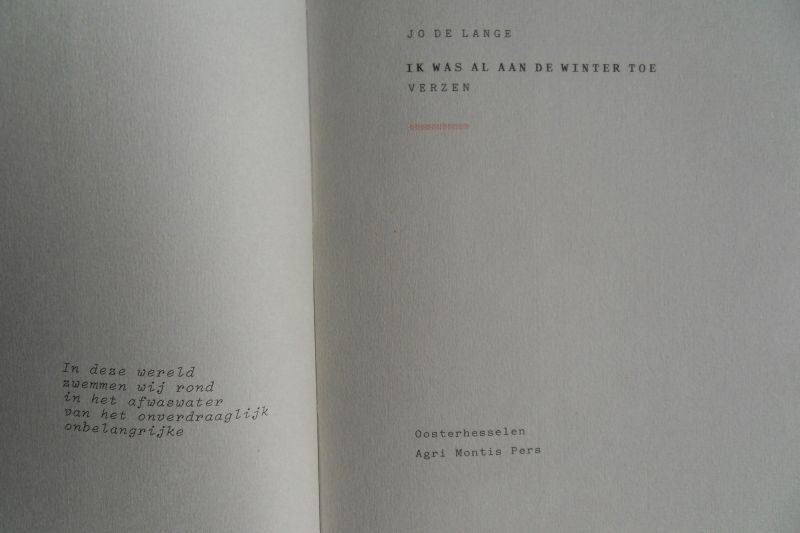 In deze wereld
zwemmen wij rond
in het afwaswater
van het onverdraaglijk
onbelangrijke
JO DE LANGE
IK WAS AL AAN DE WINTER TOE
VERZEN
Oosterhesselen
Agri Montis Pers